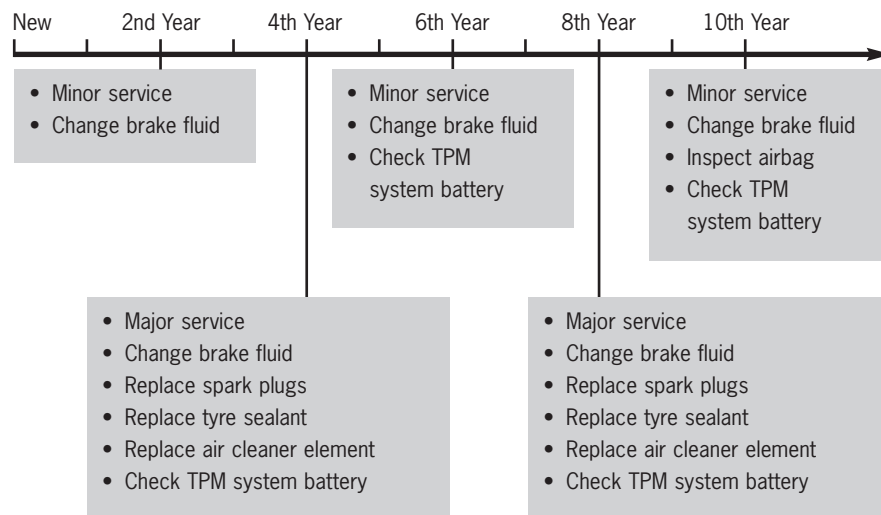 New 2nd Year 4th Year 6th Year 8th Year 10th Year
• Minor service
• Change brake fluid
• Minor service
• Change brake fluid
• Check TPM
system battery
• Minor service
• Change brake fluid
• Inspect airbag
• Check TPM
system battery
• Major service
• Change brake fluid
• Replace spark plugs
• Replace tyre sealant
• Replace air cleaner element
• Check TPM system battery
• Major service
• Change brake fluid
• Replace spark plugs
• Replace tyre sealant
• Replace air cleaner element
• Check TPM system battery